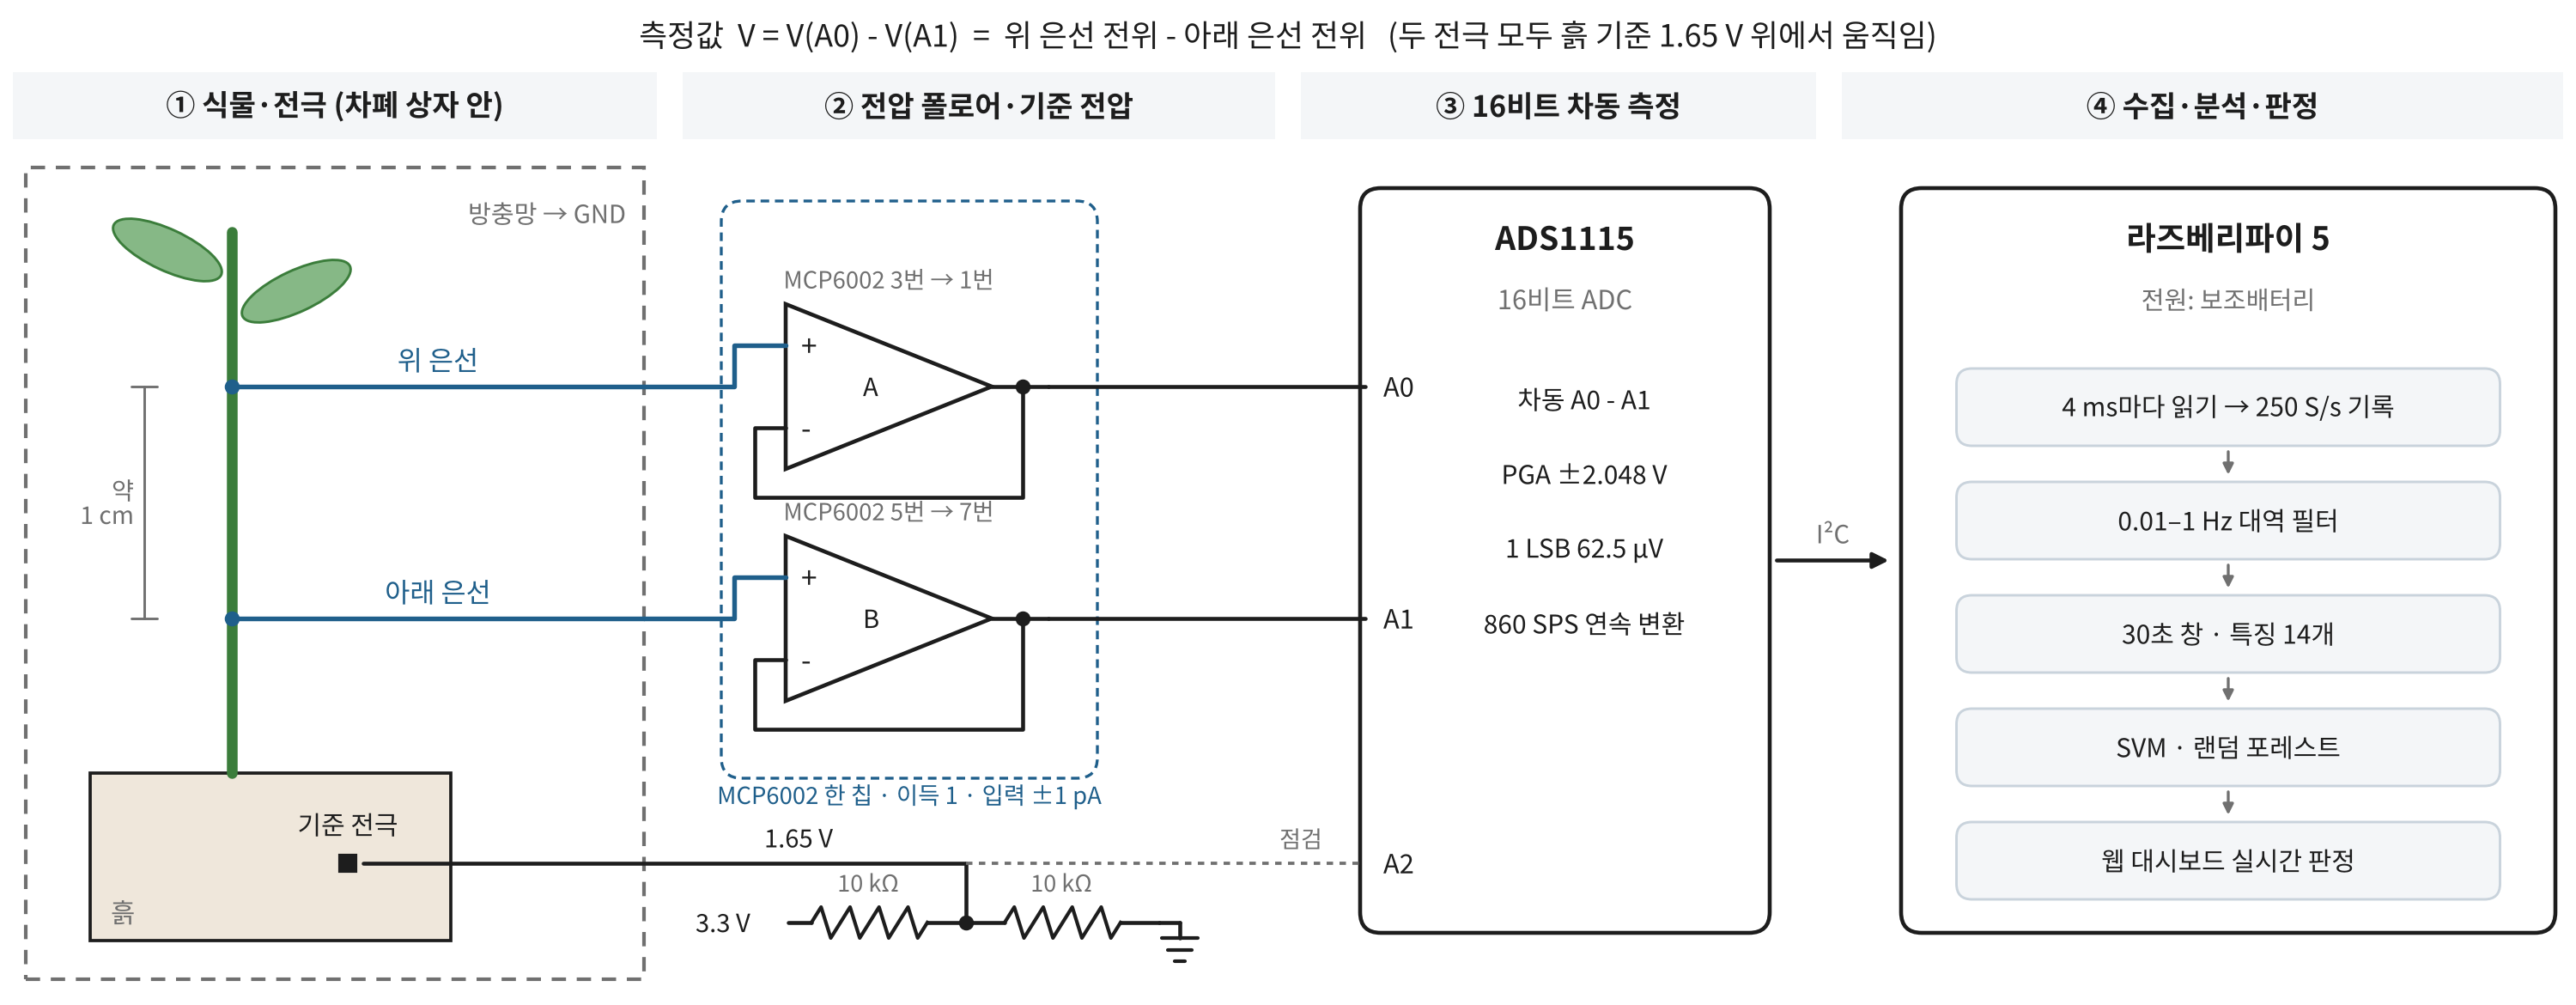 측정값 V = V(A0) - V(A1) = 위 은선 전위 - 아래 은선 전위 (두 전극 모두 흙 기준 1.65 V 위에서 움직임)
① 식물·전극 (차폐 상자 안)
② 전압 폴로어·기준 전압
③ 16비트 차동 측정
④ 수집·분석·판정
방충망 → GND
위 은선
약
1 cm
아래 은선
기준 전극
흙
MCP6002 3번 → 1번
+
A
-
MCP6002 5번 → 7번
+
B
-
MCP6002 한 칩 · 이득 1 · 입력 ±1 pA
1.65 V
점검
10 kΩ
10 kΩ
3.3 V
ADS1115
16비트 ADC
A0
차동 A0 - A1
PGA ±2.048 V
1 LSB 62.5 µV
A1
860 SPS 연속 변환
A2
I²C
라즈베리파이 5
전원: 보조배터리
4 ms마다 읽기 → 250 S/s 기록
0.01–1 Hz 대역 필터
30초 창 · 특징 14개
SVM · 랜덤 포레스트
웹 대시보드 실시간 판정